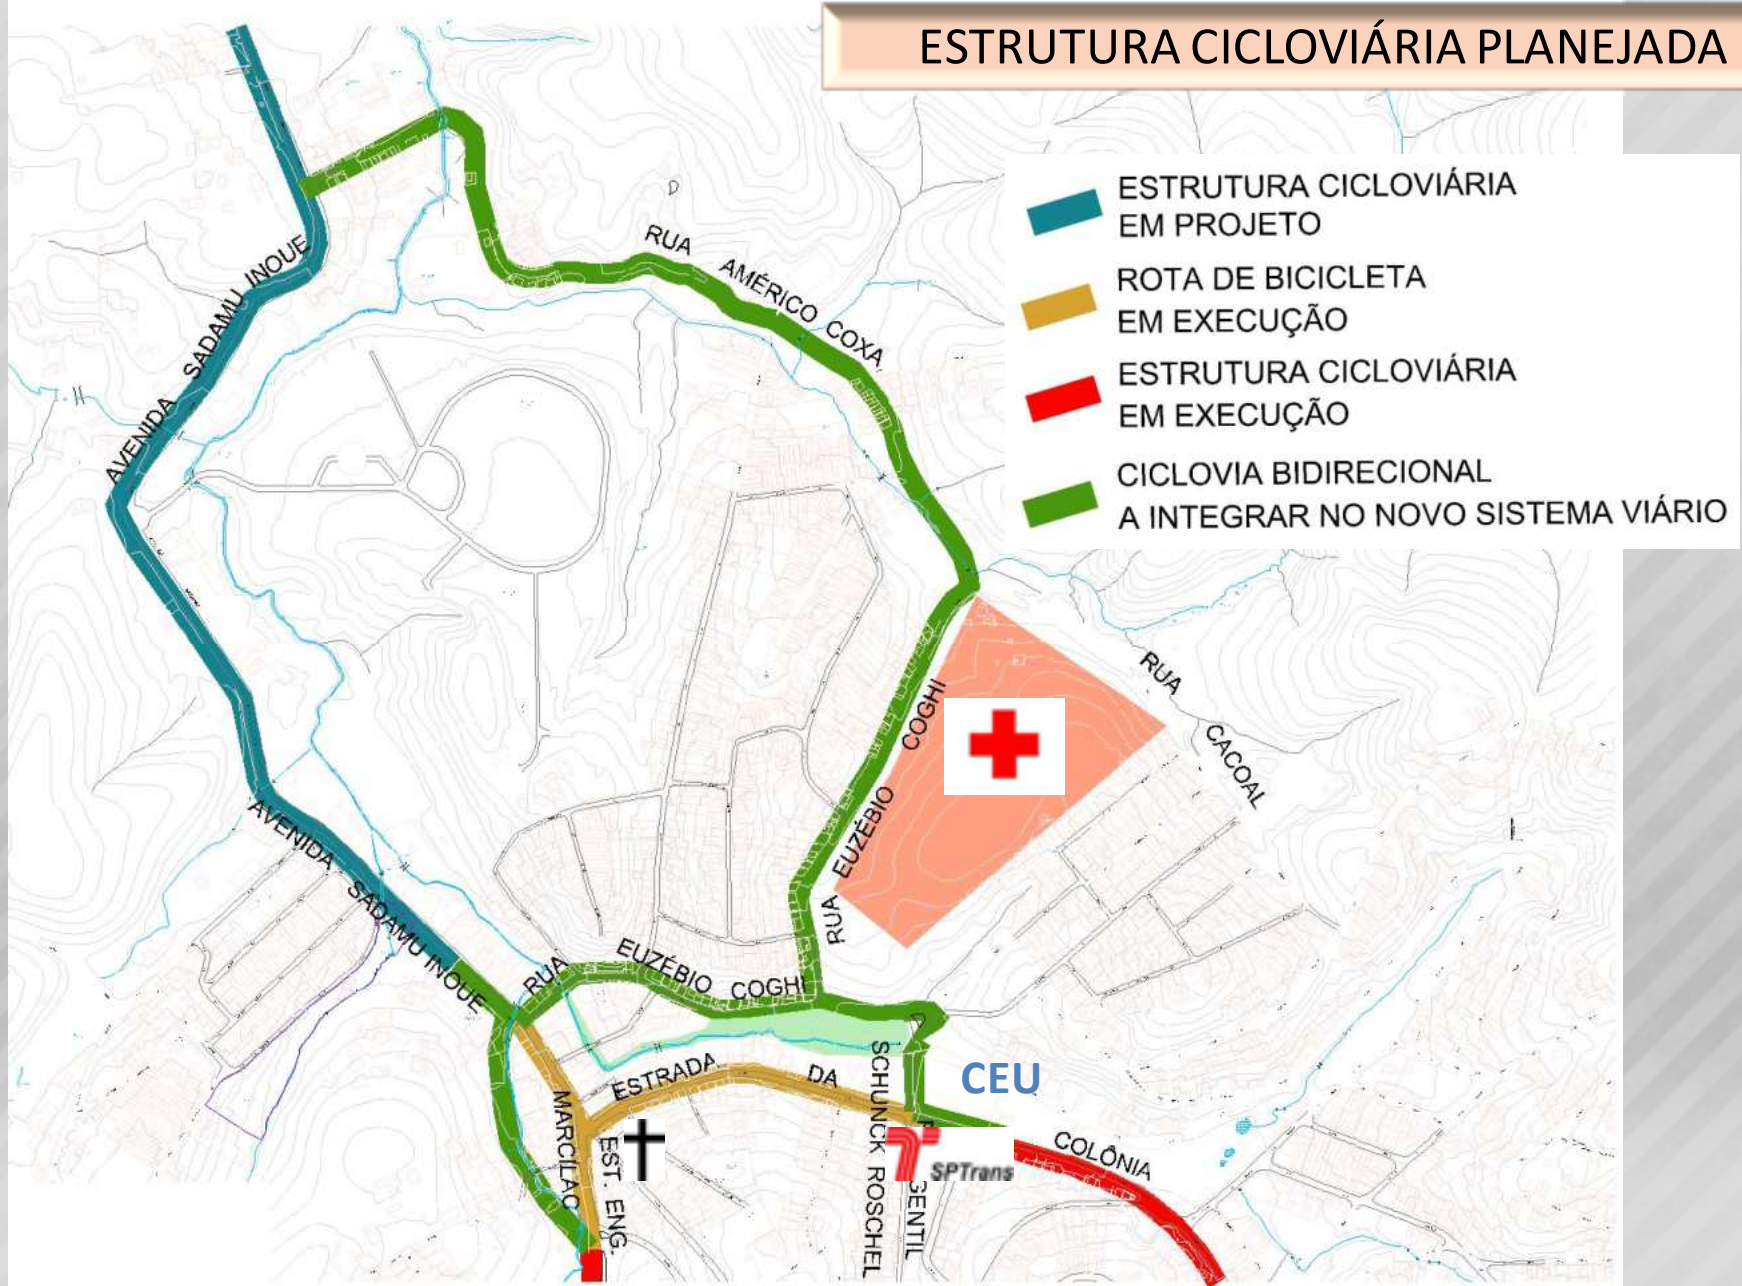 ESTRUTURA CICLOVIÁRIA PLANEJADA
ESTRUTURA CICLOVIÁRIA
EM PROJETO
ROTA DE BICICLETA
EM EXECUÇÃO
ESTRUTURA CICLOVIÁRIA
EM EXECUÇÃO
CICLOVIA BIDIRECIONAL
A INTEGRAR NO NOVO SISTEMA VIÁRIO
RUA AMÉRICO COXA
AVENIDA SADAMU INOUE
RUA CACOAL
RUA EUZÉBIO COGHI
AVENIDA SADAMU INOUE
RUA EUZÉBIO COGHI
ESTRADA DA
COLÔNIA
CEU
MARCILAC
EST. ENG.
SCHUNCK ROSCHEL
GENTIL
SPTrans